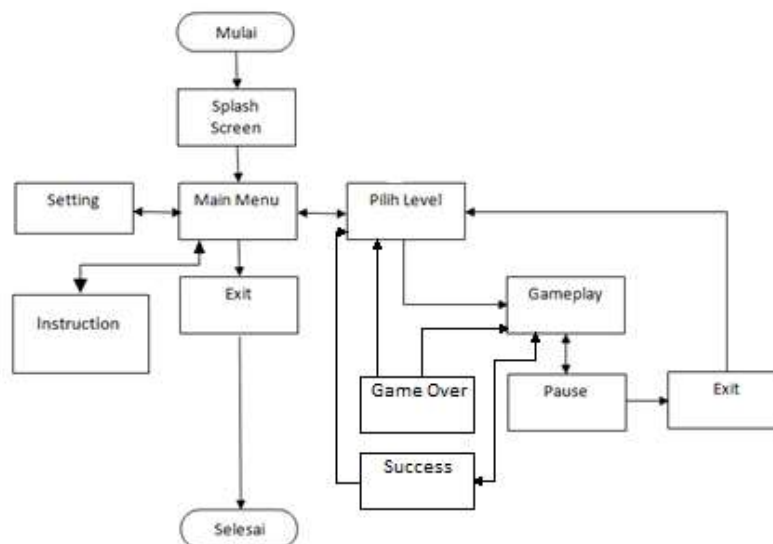 Mulai
Splash
Screen
Setting
Main Menu
Pilih Level
Instruction
Exit
Gameplay
Game Over
Pause
Exit
Success
Selesai